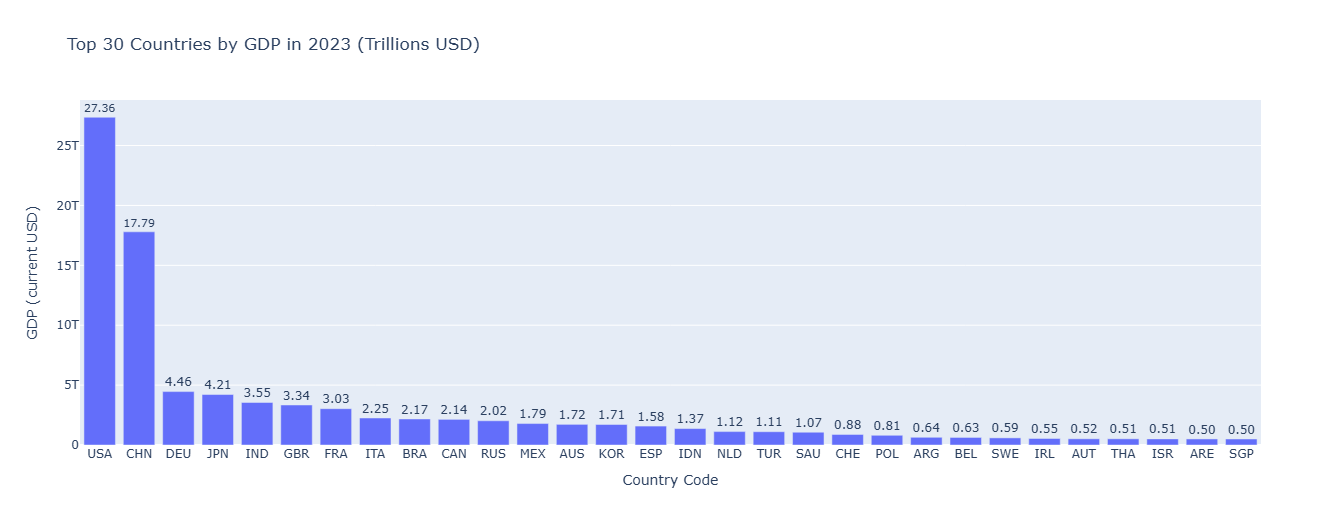 Top 30 Countries by GDP in 2023 (Trillions USD)
27.36
25T
17.79
20T
15T
GDP (current USD)
10T
5T
4.46 4.21 3.55 3.34 3.03 2.25 2.17 2.14 2.02 1.79 1.72 1.71 1.58 1.37 1.12 1.11 1.07 0.88 0.81 0.64 0.63 0.59 0.55 0.52 0.51 0.51 0.50 0.50
0
USA CHN DEU JPN IND GBR FRA ITA BRA CAN RUS MEX AUS KOR ESP IDN NLD TUR SAU CHE POL ARG BEL SWE IRL AUT THA ISR ARE SGP
Country Code